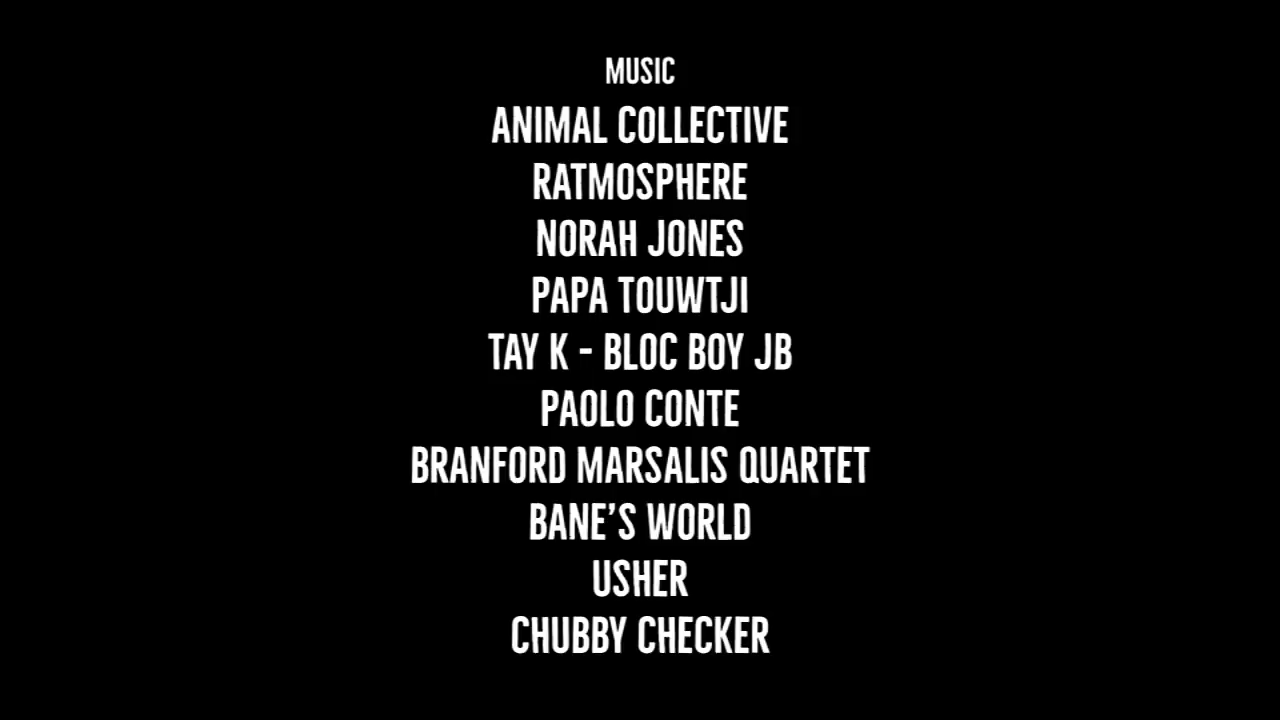 MUSIC
ANIMAL COLLECTIVE
RATMOSPHERE
NORAH JONES
PAPA TOUWTJI
TAY K - BLOC BOY JB
PAOLO CONTE
BRANFORD MARSALIS QUARTET
BANE'S WORLD
USHER
CHUBBY CHECKER